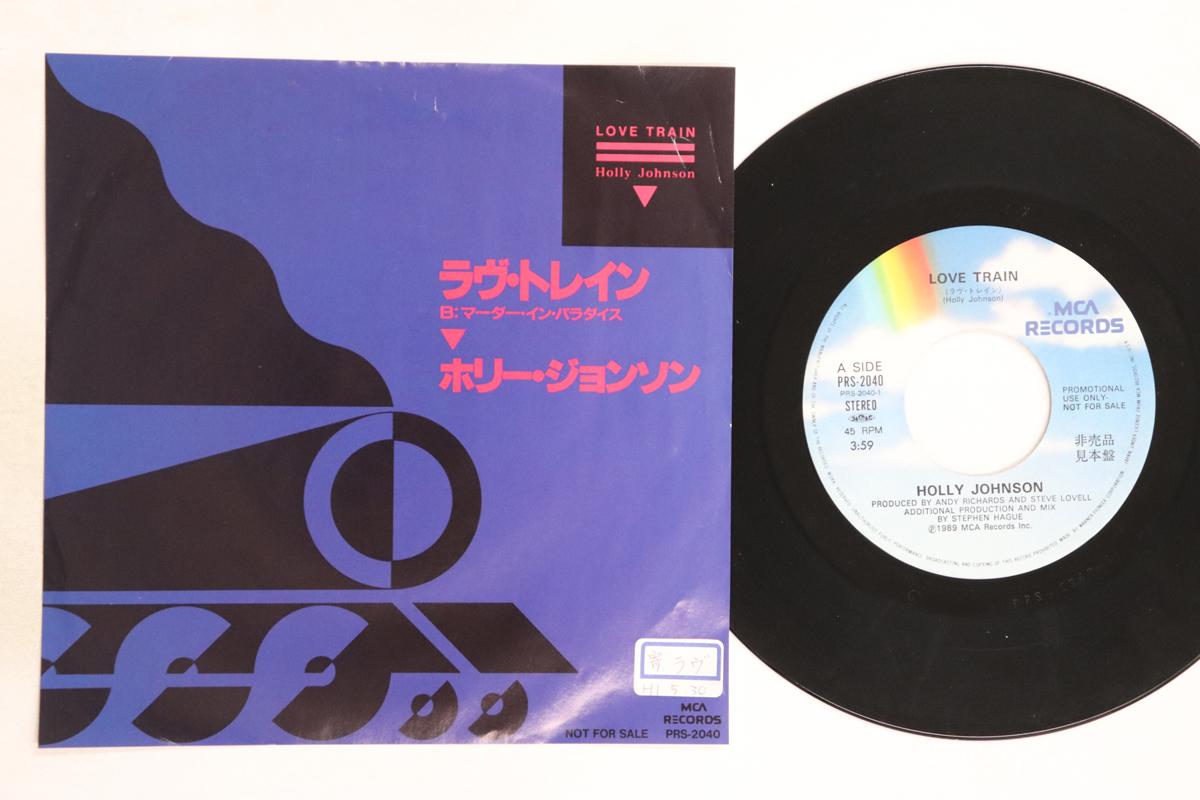 LOVE TRAIN
Holly Johnson
ラヴ・トレイン
B:マーダー・イン・パラダイス
ホリー・ジョンソン
寄 ラヴ
H1 5.30
MCA
RECORDS
NOT FOR SALE PRS-2040
LOVE TRAIN
(ラヴ・トレイン)
(Holly Johnson)
MCA
RECORDS
A SIDE
PRS-2040
PRS-2040-1
STEREO
45 RPM
3:59
PROMOTIONAL
USE ONLY-
NOT FOR SALE
非売品
見本盤
HOLLY JOHNSON
PRODUCED BY ANDY RICHARDS AND STEVE LOVELL
ADDITIONAL PRODUCTION AND MIX
BY STEPHEN HAGUE
Ⓟ1989 MCA Records Inc.